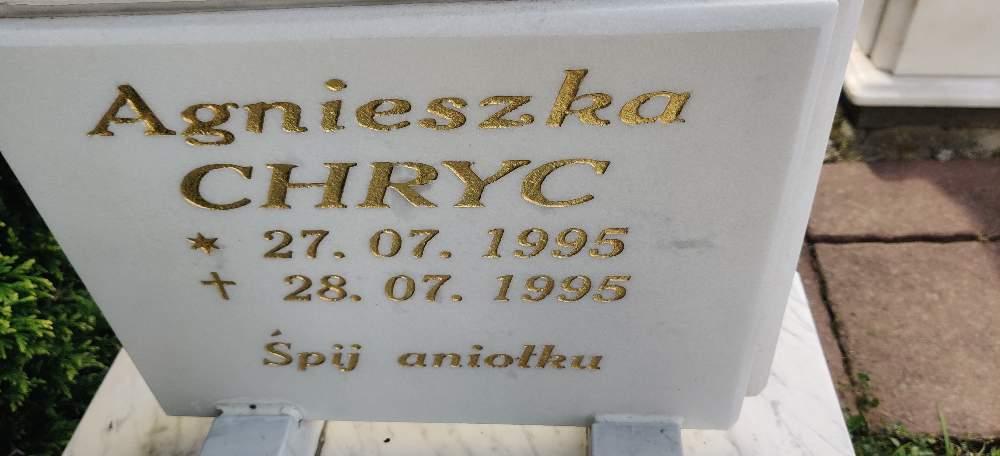 Agnieszka
CHRYC
* 27. 07. 1995
† 28. 07. 1995
Śpij aniołku